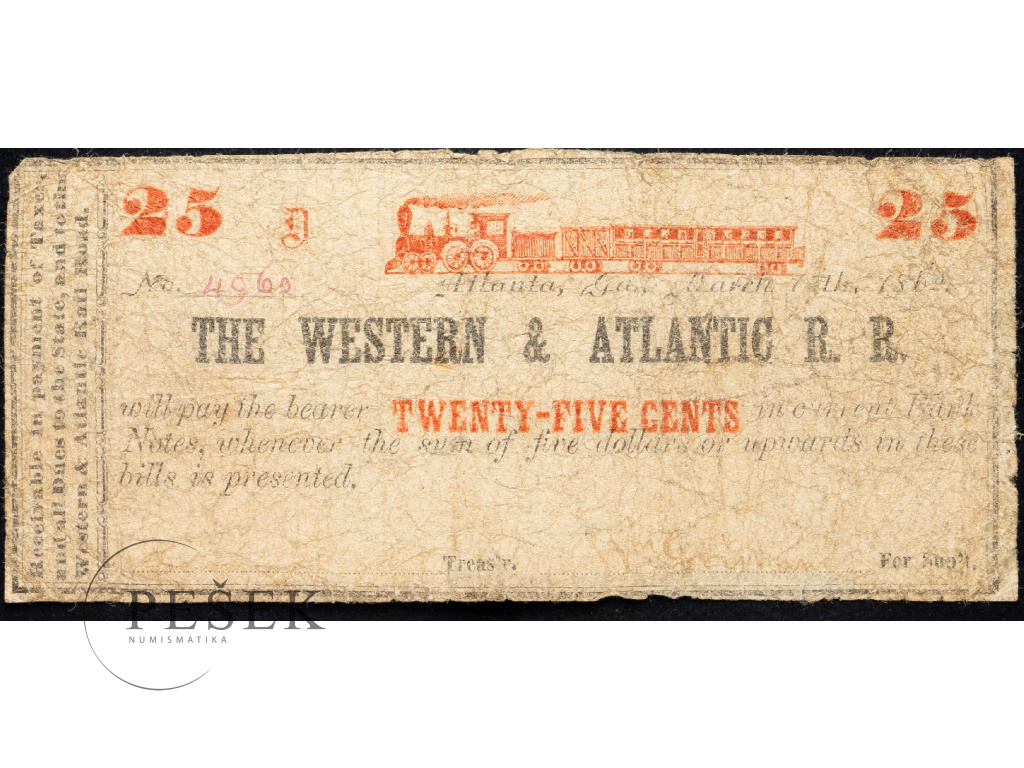 25 D 25
No. 4960 Atlanta, Ga., March 17th, 1862.
THE WESTERN & ATLANTIC R. R.
will pay the bearer TWENTY-FIVE CENTS in current Bank
Notes, whenever the sum of five dollars or upwards in these
bills is presented.
Treas'r. For Sup't.
Receivable in payment of Taxes,
and all Dues to the State, and to the
Western & Atlantic Rail Road.
PEŠEK
NUMISMATIKA